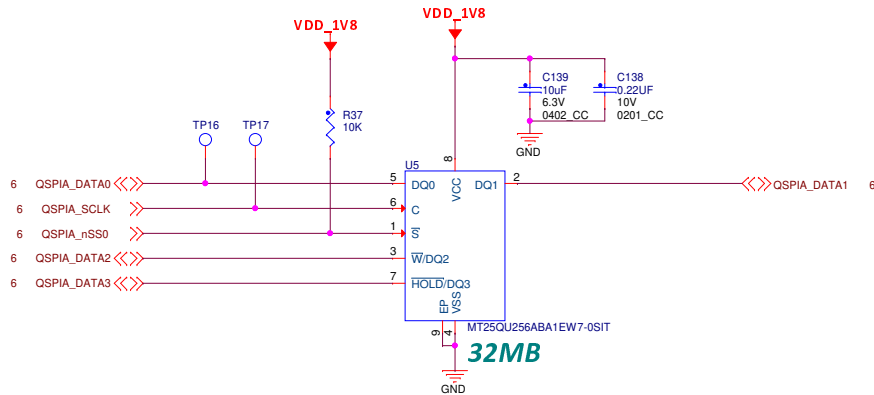 VDD_1V8
VDD_1V8
C139
10uF
6.3V
0402_CC
C138
0.22UF
10V
0201_CC
GND
R37
10K
TP16
TP17
U5
8
VCC
6 QSPIA_DATA0 5 DQ0
DQ1 2 QSPIA_DATA1 6
6 QSPIA_SCLK 6 C
6 QSPIA_nSS0 1 S̅
6 QSPIA_DATA2 3 W̅/DQ2
6 QSPIA_DATA3 7 H̅O̅L̅D̅/DQ3
EP
VSS
9
4
MT25QU256ABA1EW7-0SIT
32MB
GND